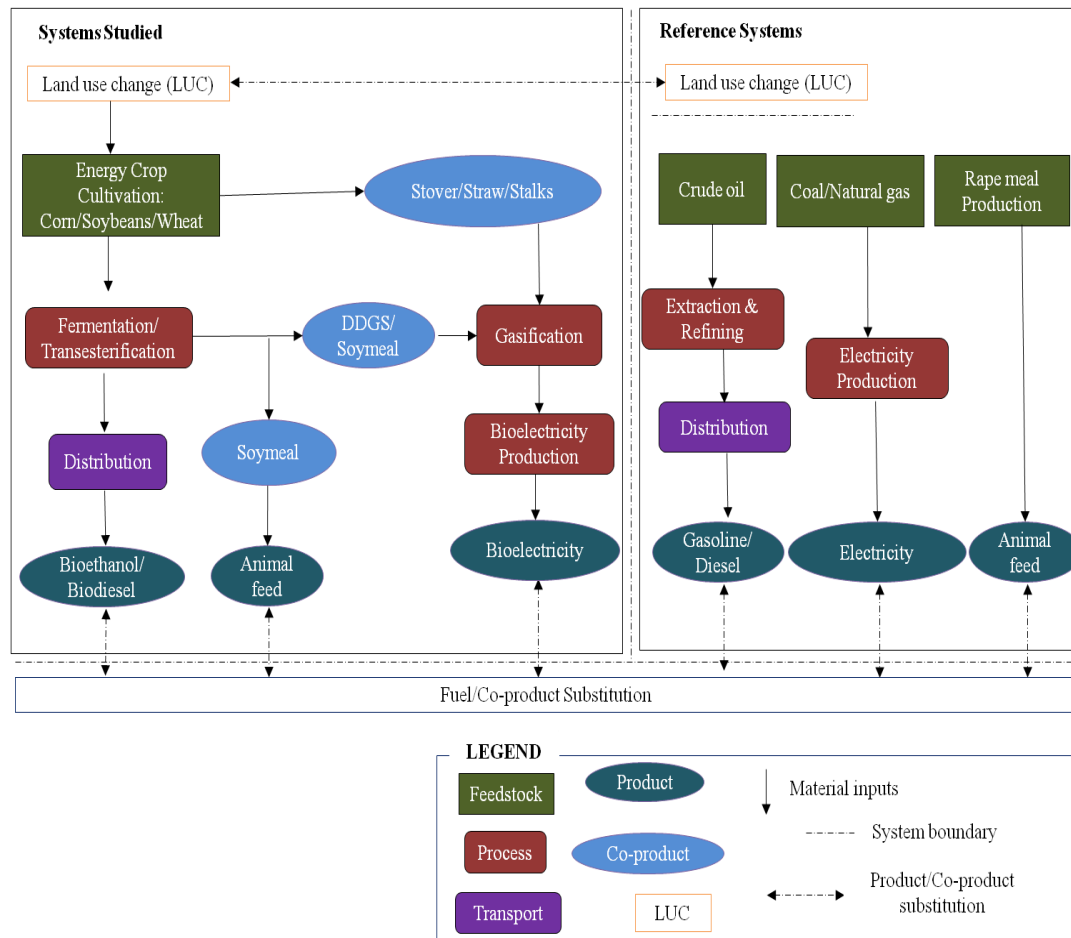 Systems Studied
Land use change (LUC)
Energy Crop
Cultivation:
Corn/Soybeans/Wheat
Stover/Straw/Stalks
Fermentation/
Transesterification
DDGS/
Soymeal
Gasification
Distribution
Soymeal
Bioelectricity
Production
Bioethanol/
Biodiesel
Animal
feed
Bioelectricity
Reference Systems
Land use change (LUC)
Crude oil
Coal/Natural gas
Rape meal
Production
Extraction &
Refining
Electricity
Production
Distribution
Gasoline/
Diesel
Electricity
Animal
feed
Fuel/Co-product Substitution
LEGEND
Feedstock
Product
Material inputs
System boundary
Process
Co-product
Product/Co-product
substitution
Transport
LUC